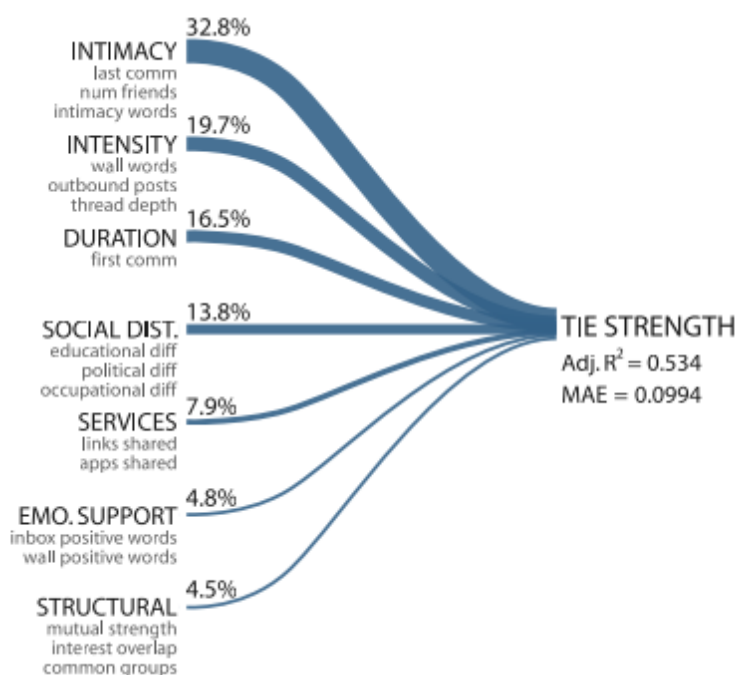 32.8%
INTIMACY
last comm
num friends
intimacy words
19.7%
INTENSITY
wall words
outbound posts
thread depth
16.5%
DURATION
first comm
13.8%
SOCIAL DIST.
educational diff
political diff
occupational diff
7.9%
SERVICES
links shared
apps shared
4.8%
EMO. SUPPORT
inbox positive words
wall positive words
4.5%
STRUCTURAL
mutual strength
interest overlap
common groups
TIE STRENGTH
Adj. R² = 0.534
MAE = 0.0994